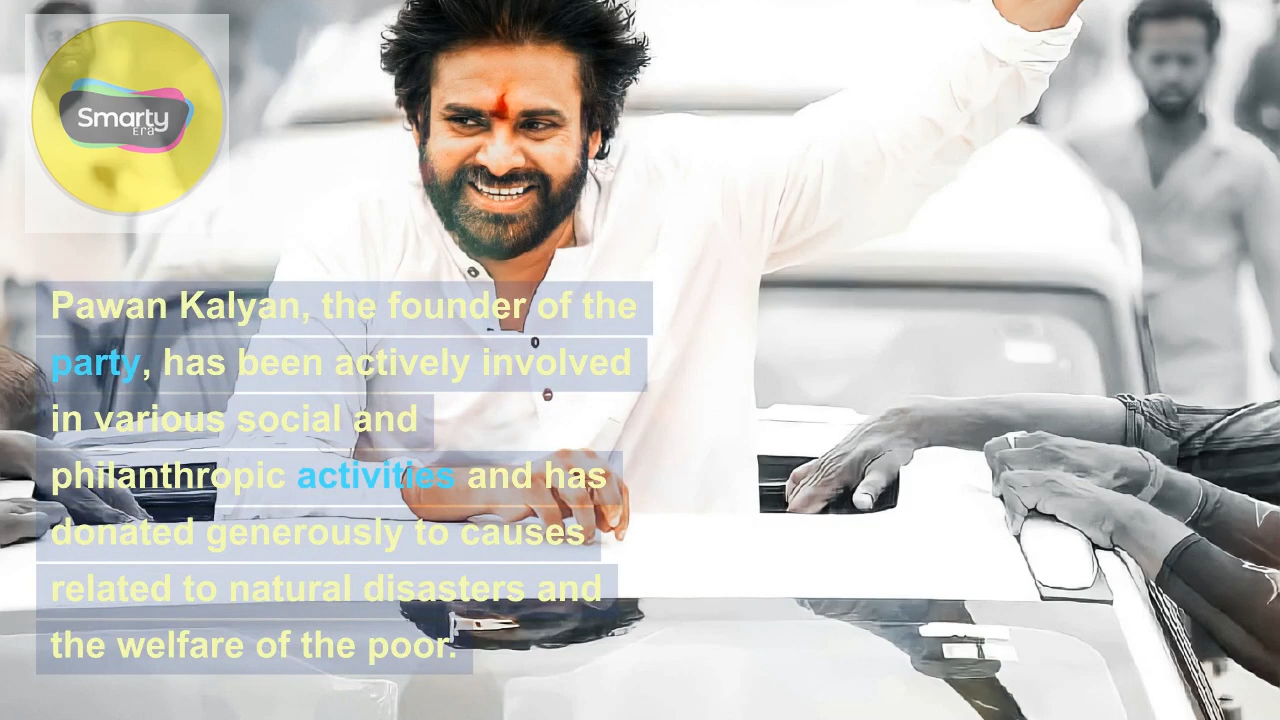 Smarty
Era
Pawan Kalyan, the founder of the
party, has been actively involved
in various social and
philanthropic activities and has
donated generously to causes
related to natural disasters and
the welfare of the poor.